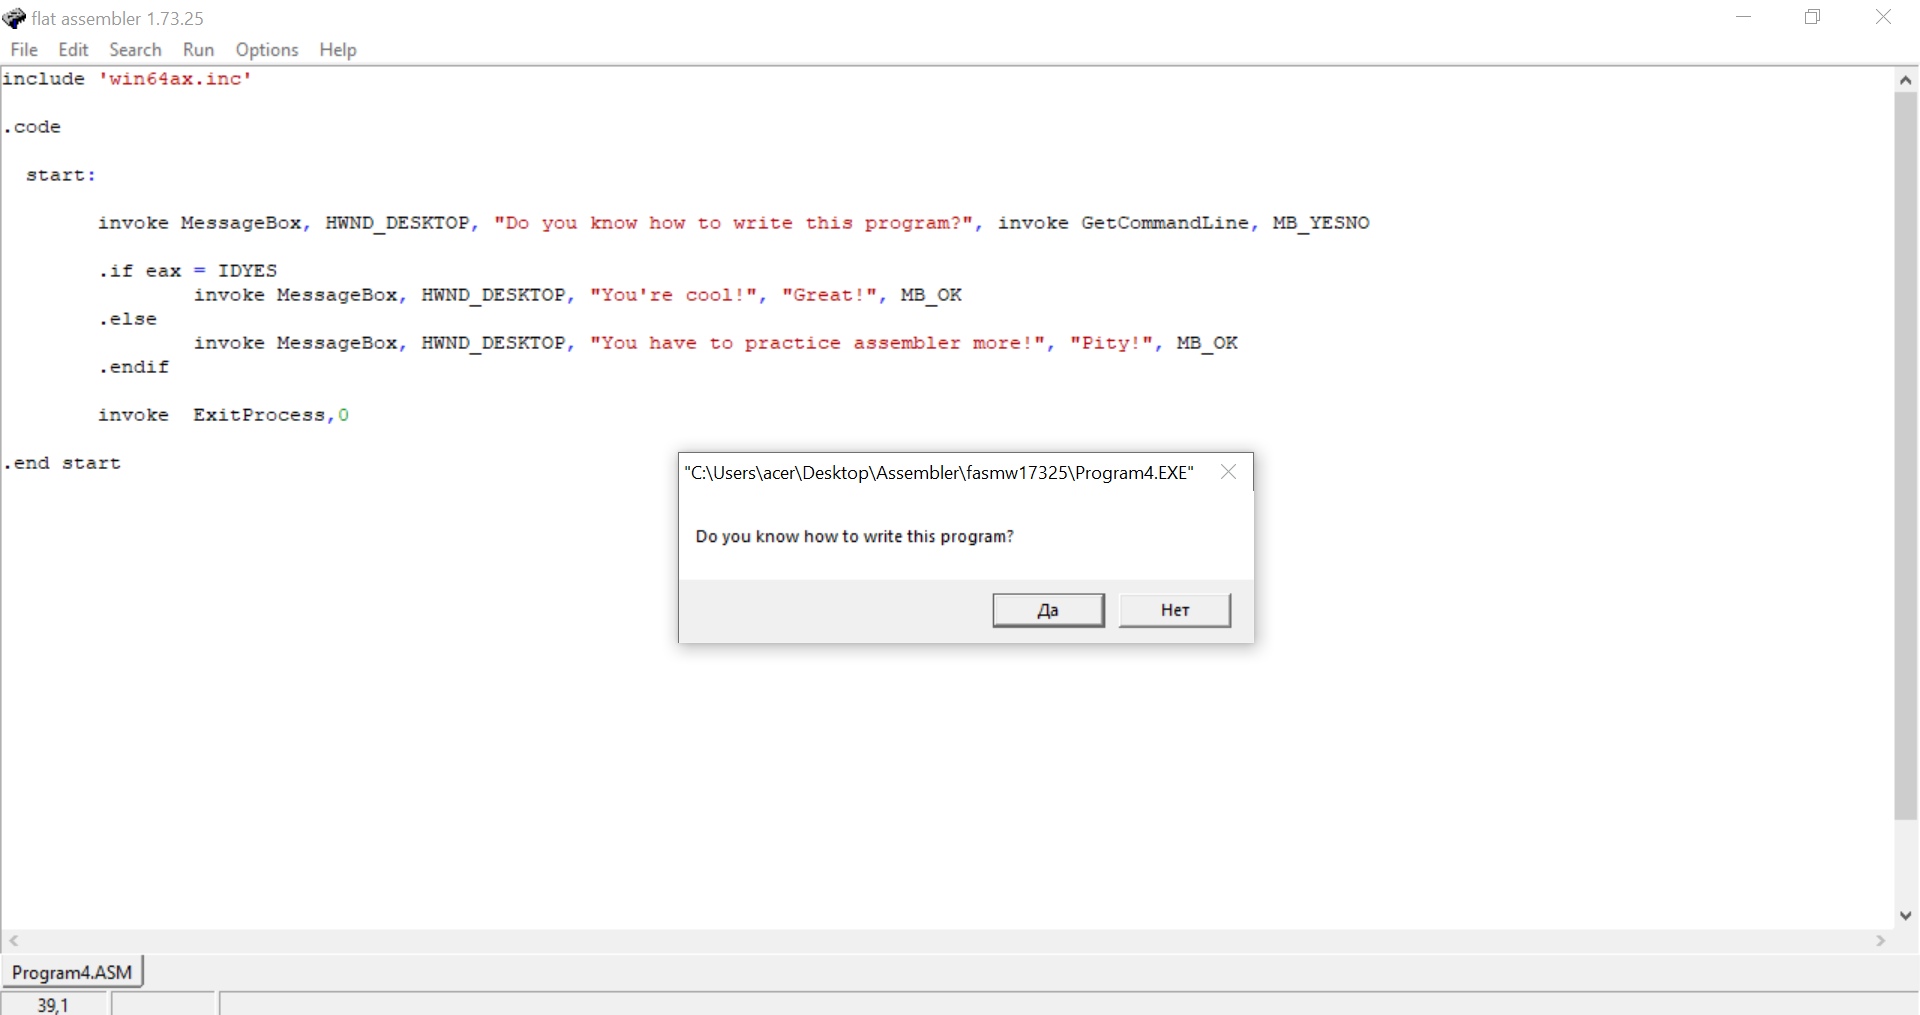 flat assembler 1.73.25
File Edit Search Run Options Help
include 'win64ax.inc'
.code
start:
invoke MessageBox, HWND_DESKTOP, "Do you know how to write this program?", invoke GetCommandLine, MB_YESNO
.if eax = IDYES
invoke MessageBox, HWND_DESKTOP, "You're cool!", "Great!", MB_OK
.else
invoke MessageBox, HWND_DESKTOP, "You have to practice assembler more!", "Pity!", MB_OK
.endif
invoke ExitProcess,0
.end start
"C:\Users\acer\Desktop\Assembler\fasmw17325\Program4.EXE"
Do you know how to write this program?
Да Нет
Program4.ASM
39,1